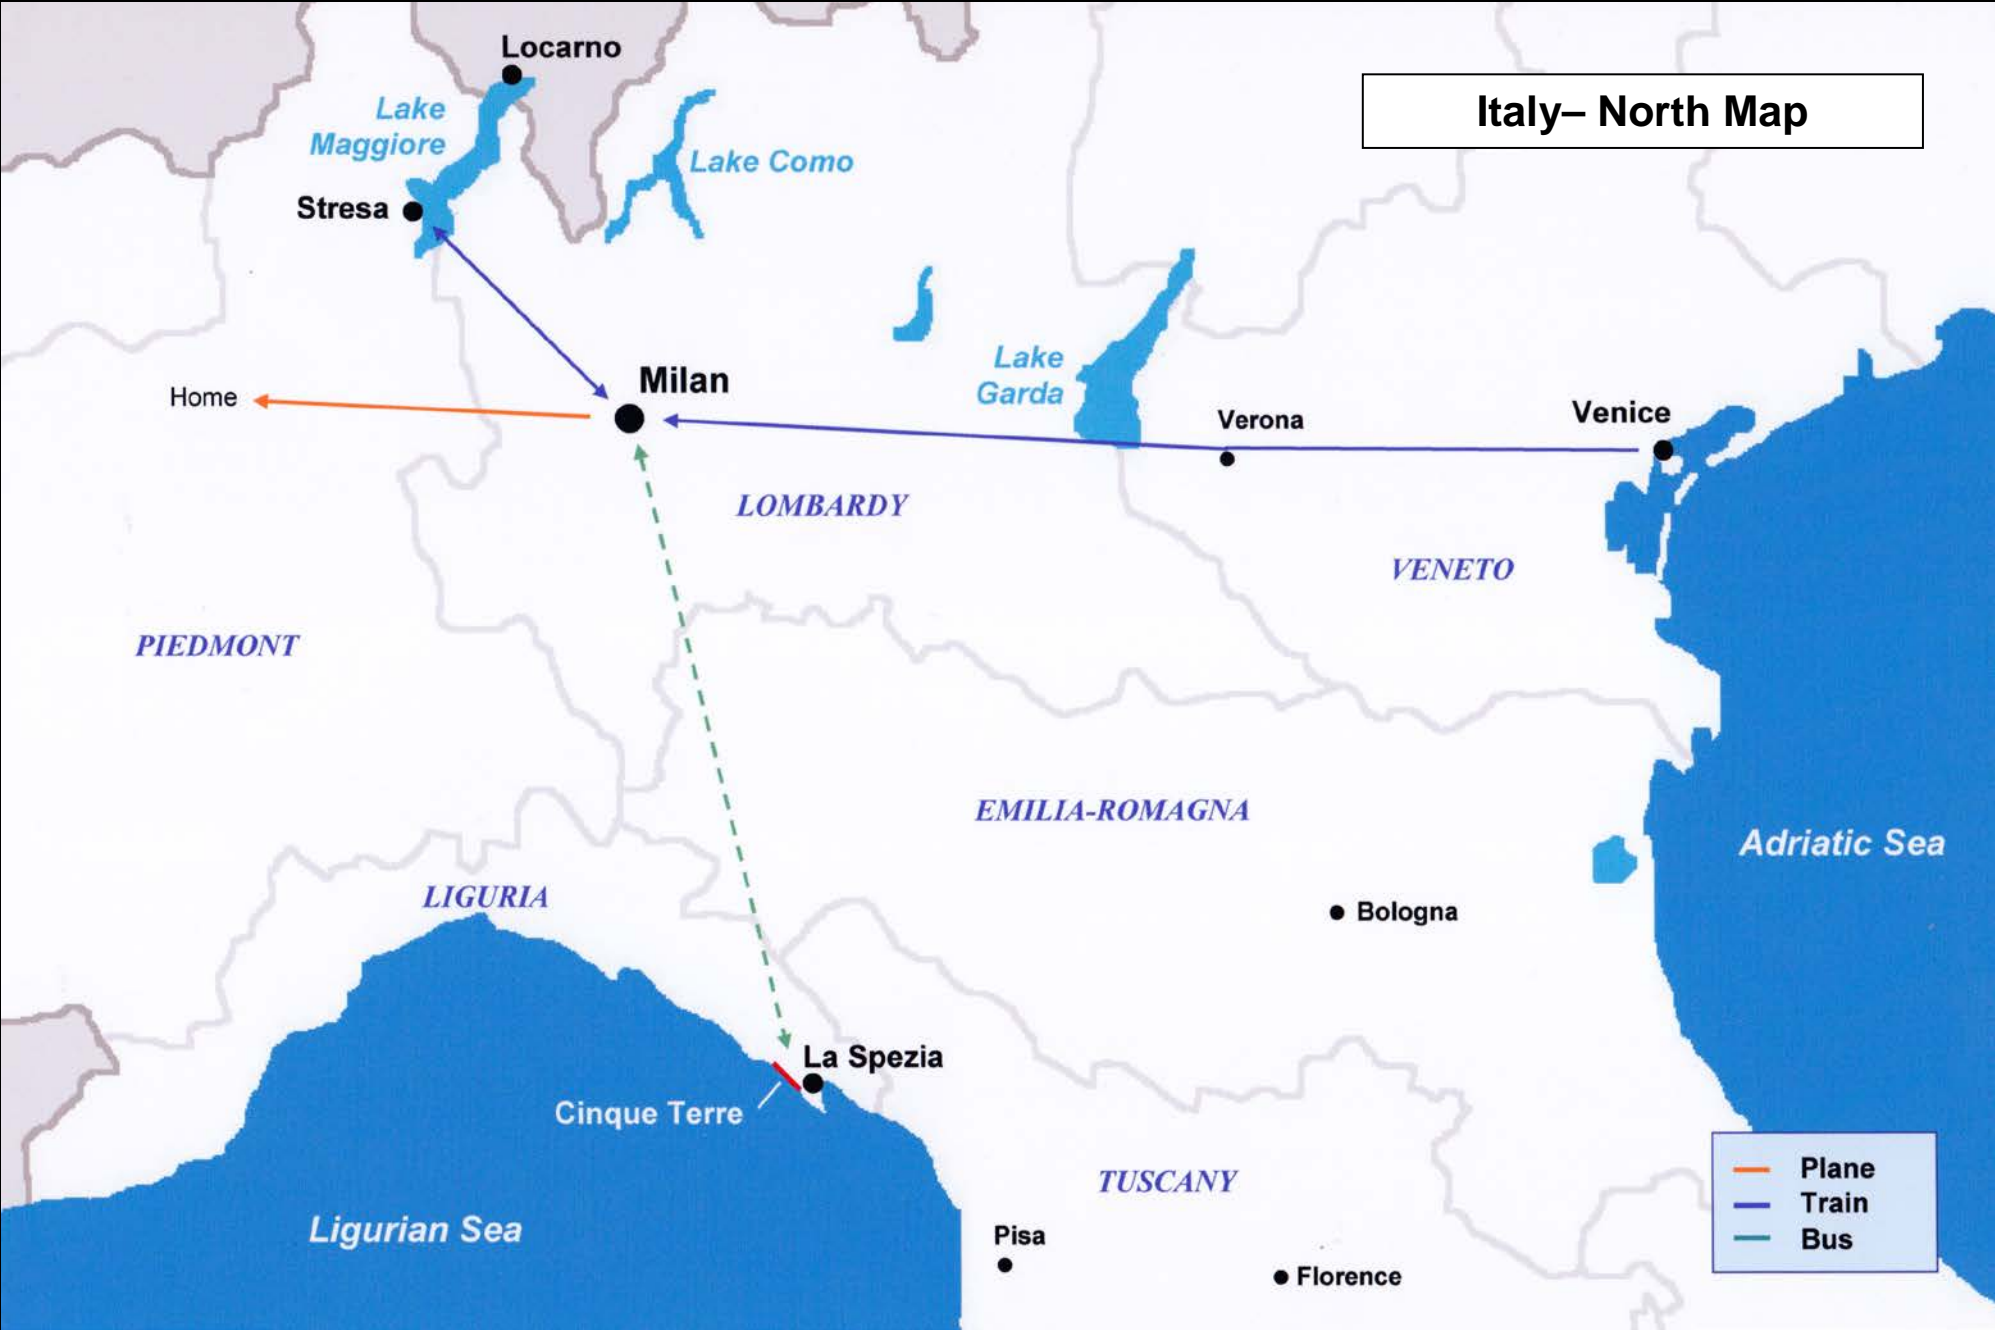 Locarno
Italy– North Map
Lake
Maggiore
Lake Como
Stresa
Lake
Garda
Milan
Home
Verona
Venice
LOMBARDY
VENETO
PIEDMONT
EMILIA-ROMAGNA
Adriatic Sea
LIGURIA
Bologna
La Spezia
Cinque Terre
TUSCANY
Plane
Train
Bus
Ligurian Sea
Pisa
Florence